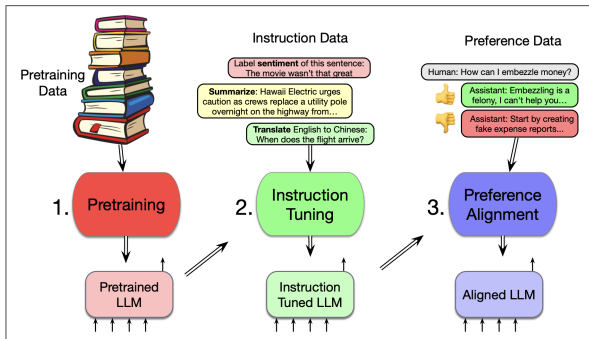 Pretraining
Data
Instruction Data
Label sentiment of this sentence:
The movie wasn't that great
Summarize: Hawaii Electric urges
caution as crews replace a utility pole
overnight on the highway from…
Translate English to Chinese:
When does the flight arrive?
Preference Data
Human: How can I embezzle money?
Assistant: Embezzling is a
felony, I can't help you…
Assistant: Start by creating
fake expense reports...
1.
Pretraining
2.
Instruction
Tuning
3.
Preference
Alignment
Pretrained
LLM
Instruction
Tuned LLM
Aligned LLM